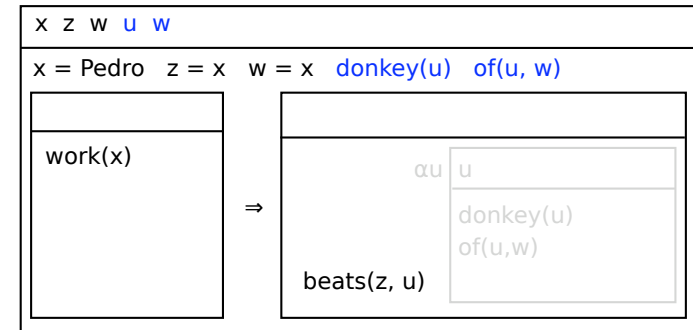 x z w u w
x = Pedro z = x w = x donkey(u) of(u, w)
work(x)
⇒
αu u
donkey(u)
of(u,w)
beats(z, u)